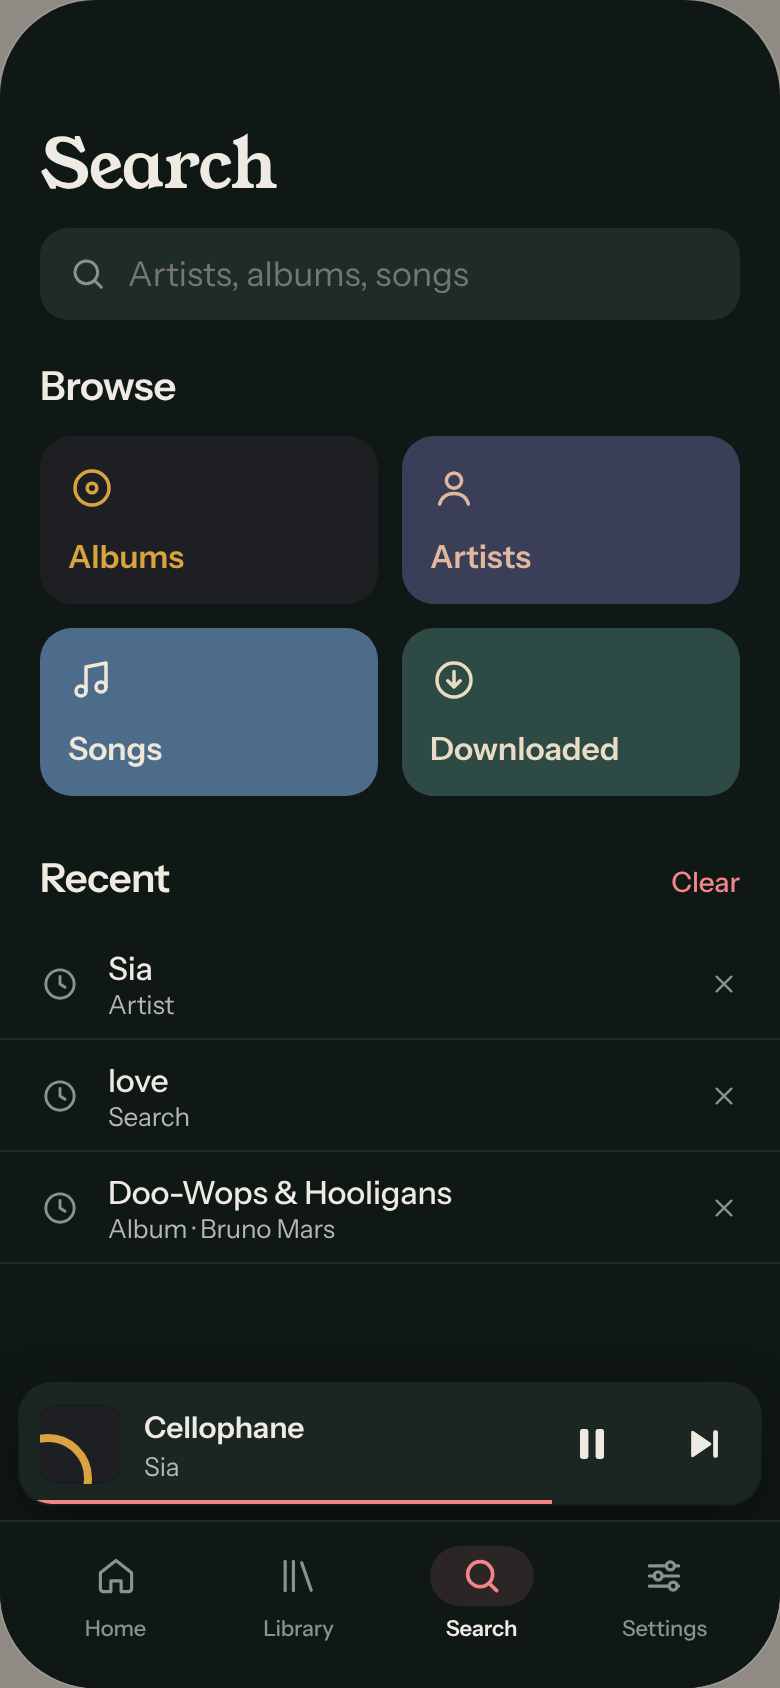 Search
Artists, albums, songs
Browse
Albums
Artists
Songs
Downloaded
Recent
Clear
Sia
Artist
love
Search
Doo-Wops & Hooligans
Album · Bruno Mars
Cellophane
Sia
Home
Library
Search
Settings